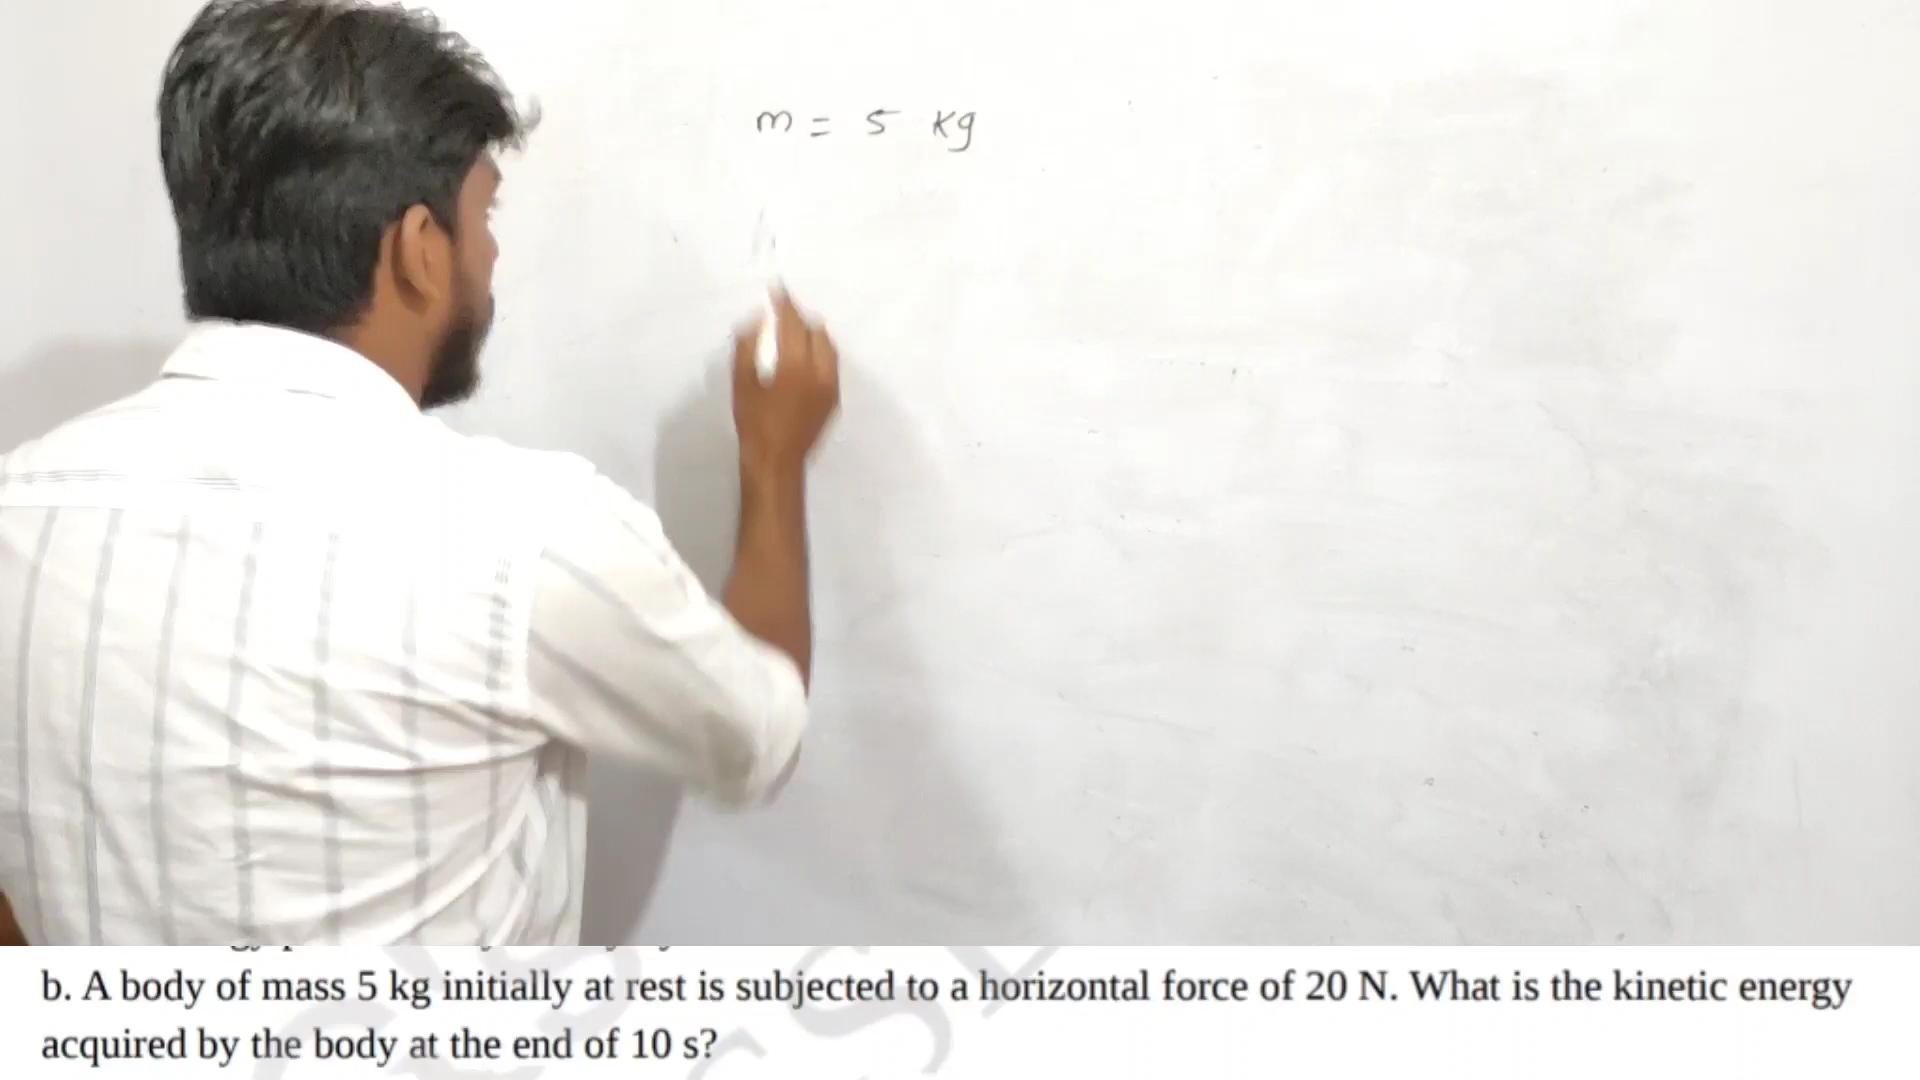 m = 5 kg
b. A body of mass 5 kg initially at rest is subjected to a horizontal force of 20 N. What is the kinetic energy
acquired by the body at the end of 10 s?